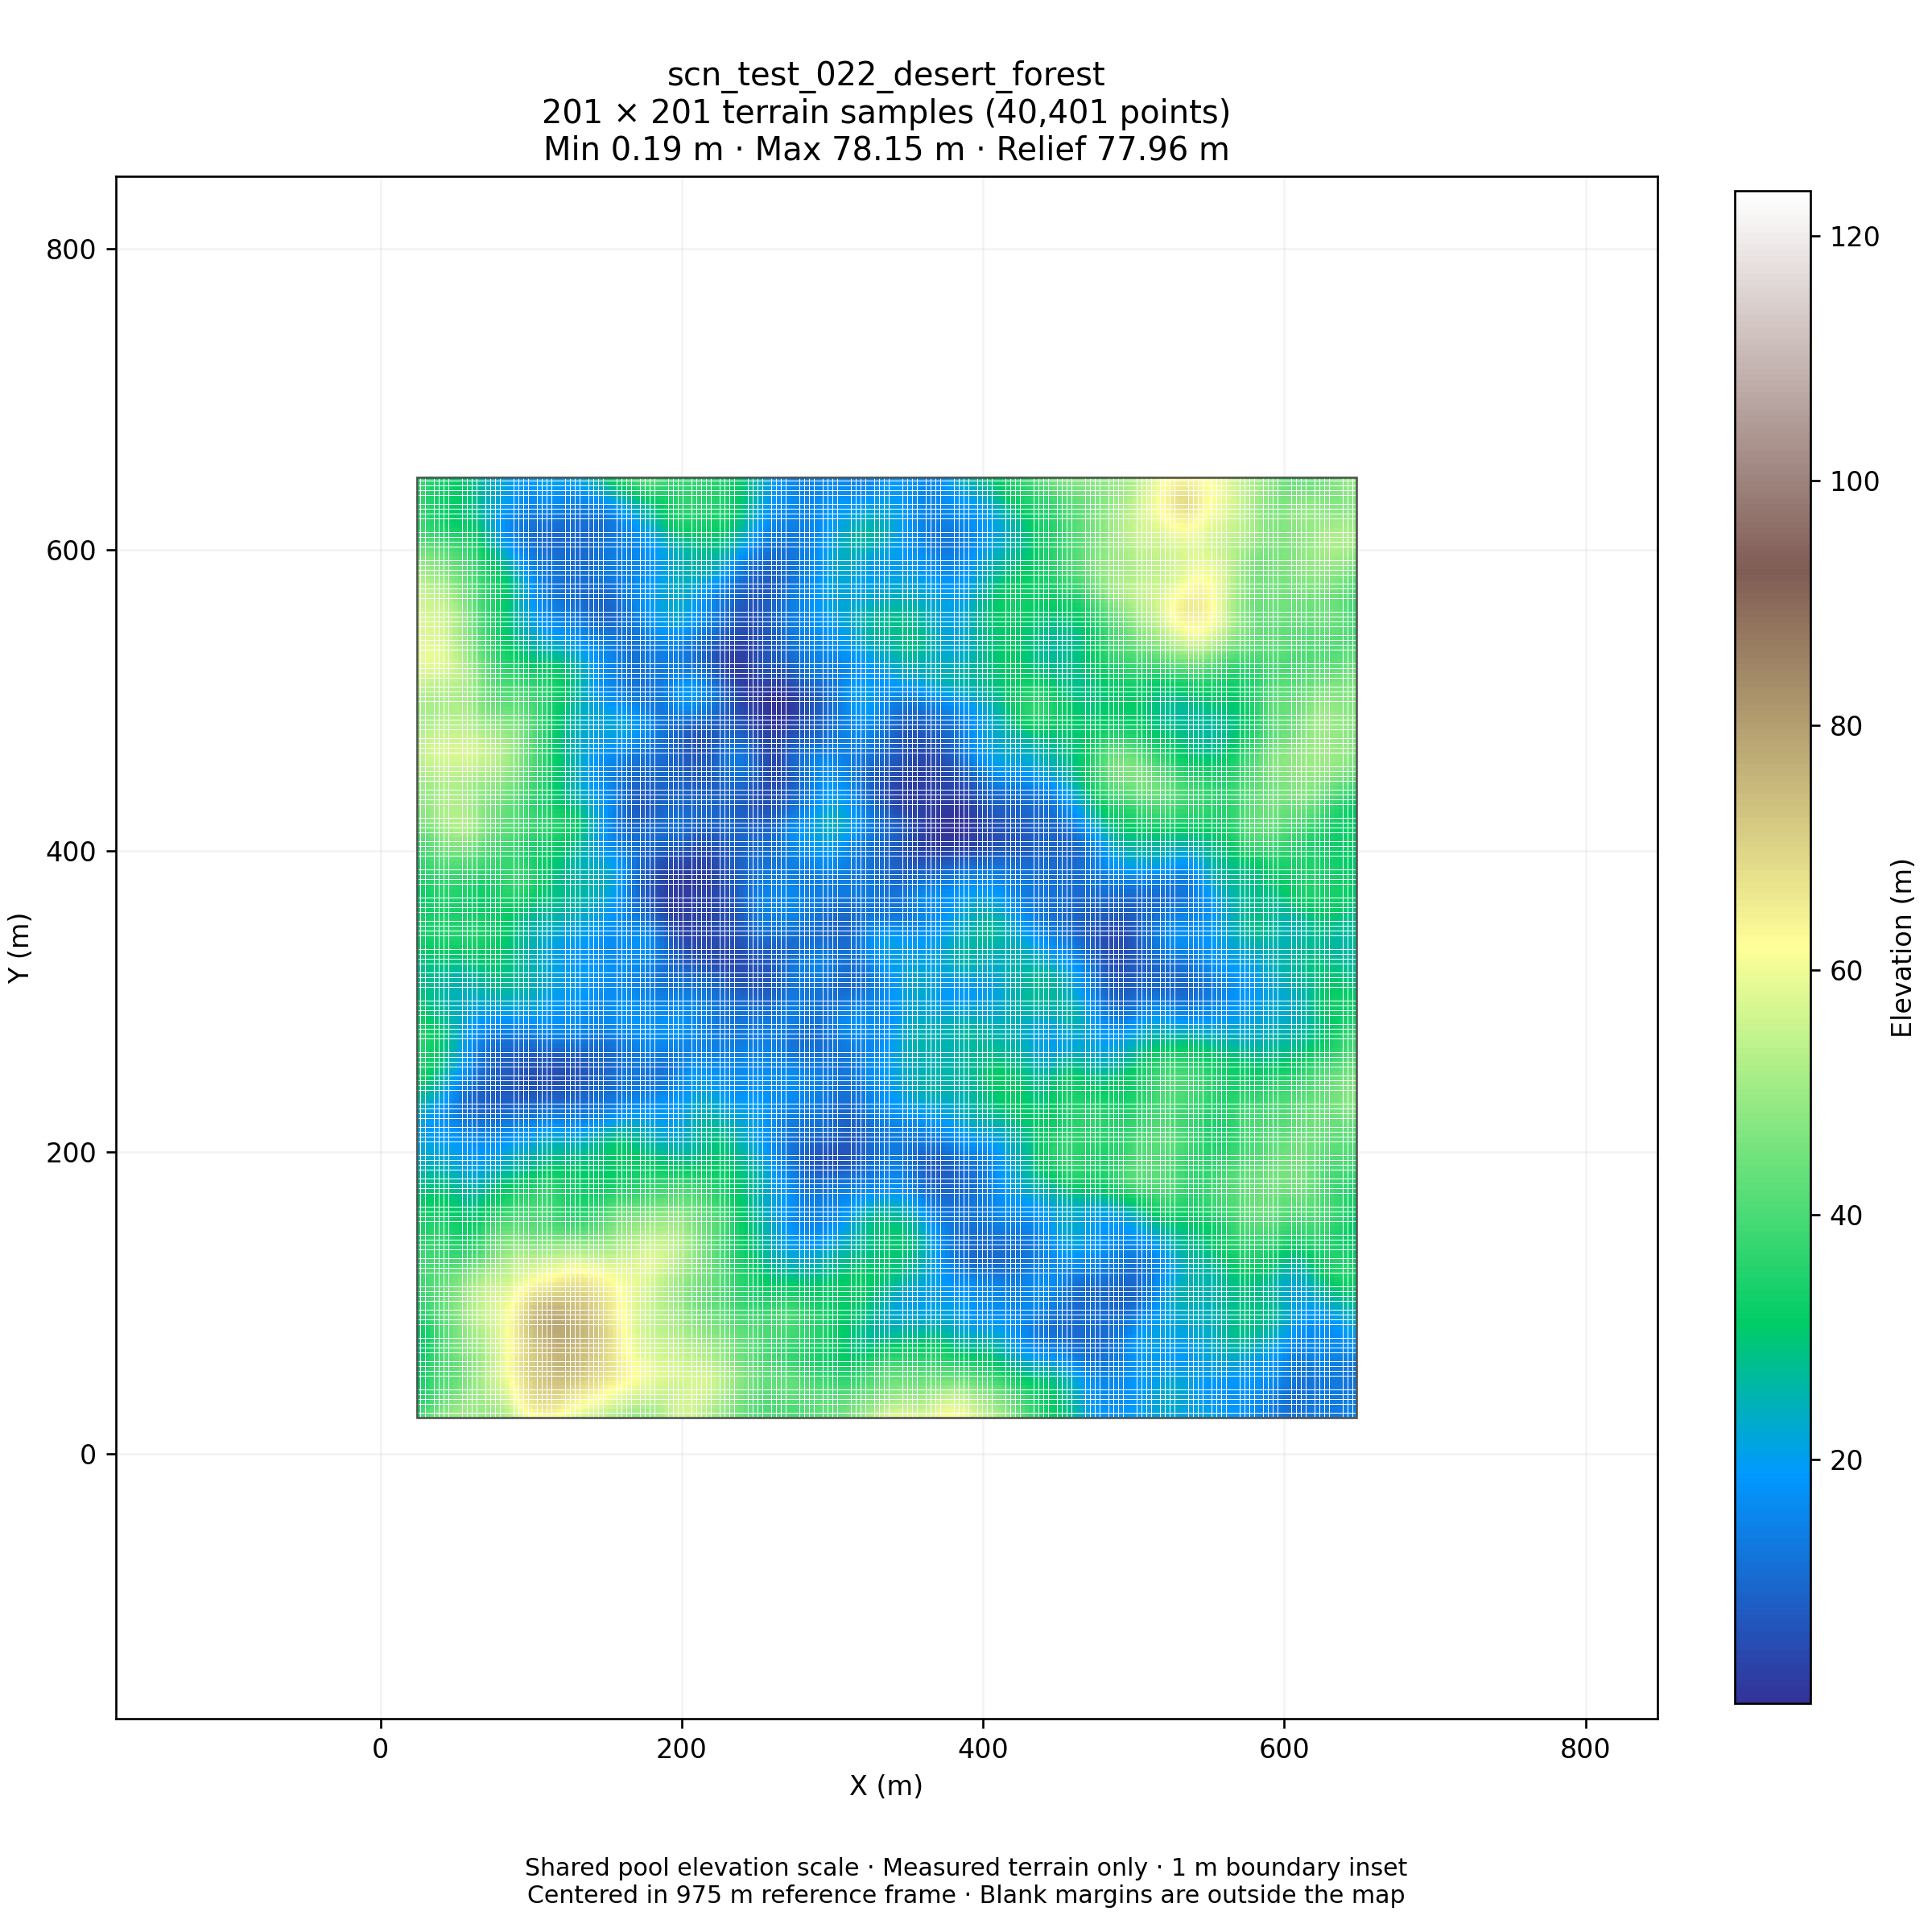 scn_test_022_desert_forest
201 × 201 terrain samples (40,401 points)
Min 0.19 m · Max 78.15 m · Relief 77.96 m
800
600
400
200
0
Y (m)
0
200
400
600
800
X (m)
120
100
80
60
40
20
Elevation (m)
Shared pool elevation scale · Measured terrain only · 1 m boundary inset
Centered in 975 m reference frame · Blank margins are outside the map